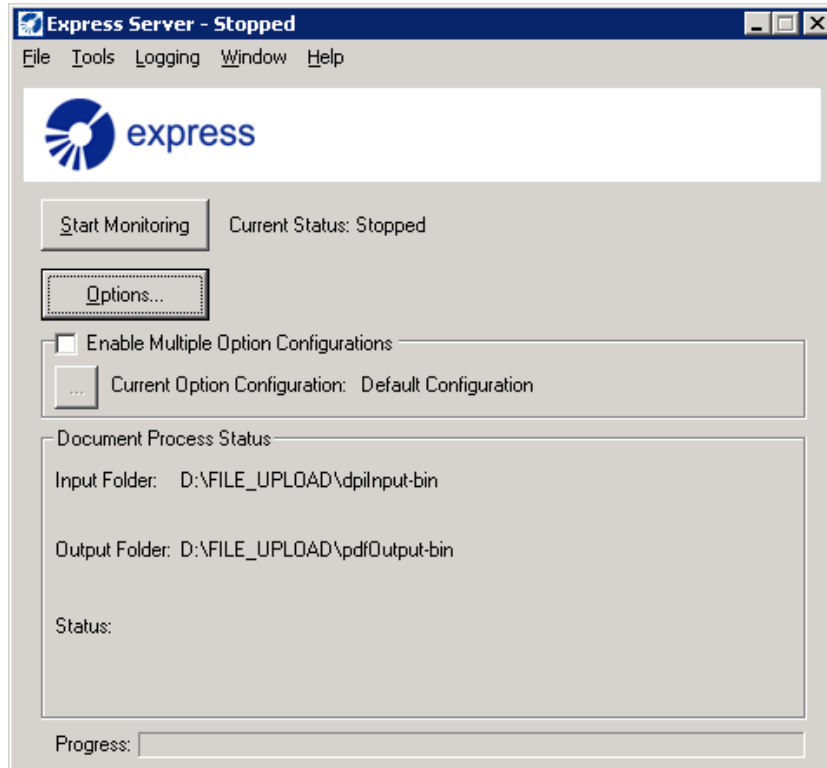 Express Server - Stopped
File Tools Logging Window Help
express
Start Monitoring Current Status: Stopped
Options...
Enable Multiple Option Configurations
... Current Option Configuration: Default Configuration
Document Process Status
Input Folder: D:\FILE_UPLOAD\dpiInput-bin
Output Folder: D:\FILE_UPLOAD\pdfOutput-bin
Status:
Progress: